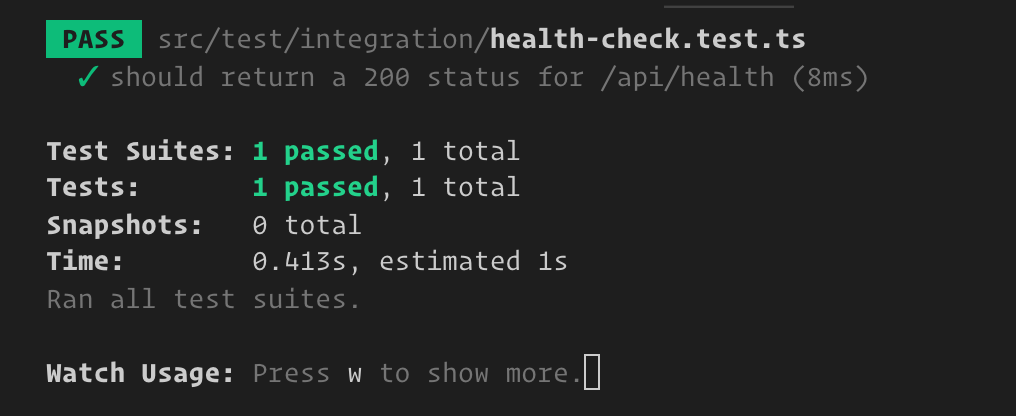 PASS src/test/integration/health-check.test.ts
✓ should return a 200 status for /api/health (8ms)
Test Suites: 1 passed, 1 total
Tests: 1 passed, 1 total
Snapshots: 0 total
Time: 0.413s, estimated 1s
Ran all test suites.
Watch Usage: Press w to show more.